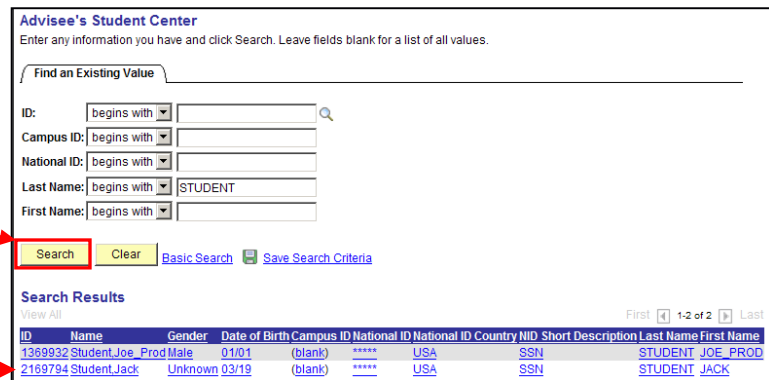 Advisee's Student Center
Enter any information you have and click Search. Leave fields blank for a list of all values.
Find an Existing Value
ID: begins with
Campus ID: begins with
National ID: begins with
Last Name: begins with STUDENT
First Name: begins with
Search Clear Basic Search Save Search Criteria
Search Results
View All First 1-2 of 2 Last
ID Name Gender Date of Birth Campus ID National ID National ID Country NID Short Description Last Name First Name
1369932 Student,Joe_Prod Male 01/01 (blank) ***** USA SSN STUDENT JOE_PROD
2169794 Student,Jack Unknown 03/19 (blank) ***** USA SSN STUDENT JACK